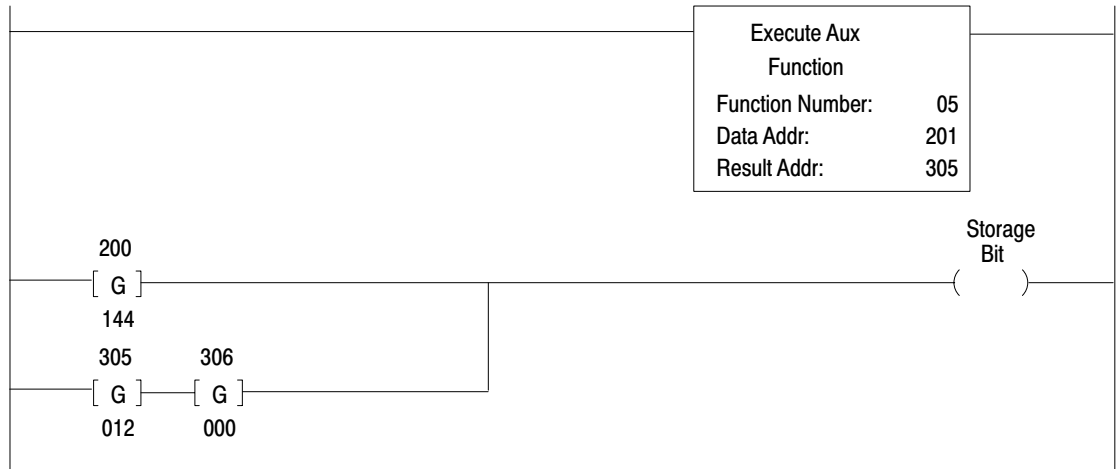 Execute Aux
Function
Function Number: 05
Data Addr: 201
Result Addr: 305
Storage
Bit
200
G
144
305 306
G G
012 000